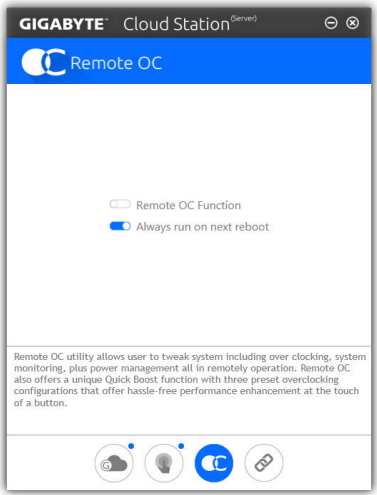 GIGABYTE™ Cloud Station (Server)
Remote OC
Remote OC Function
Always run on next reboot
Remote OC utility allows user to tweak system including over clocking, system
monitoring, plus power management all in remotely operation. Remote OC
also offers a unique Quick Boost function with three preset overclocking
configurations that offer hassle-free performance enhancement at the touch
of a button.
G